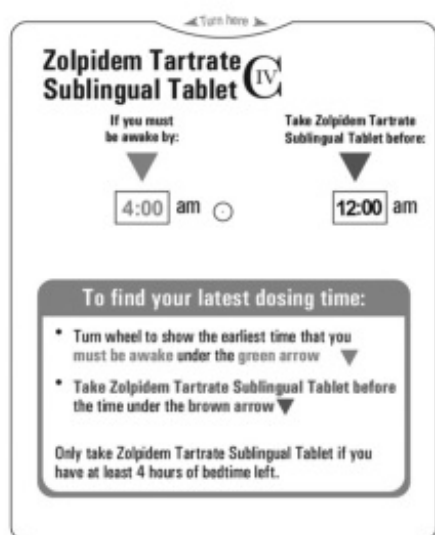 Turn here
Zolpidem Tartrate
Sublingual Tablet CIV
If you must
be awake by:
Take Zolpidem Tartrate
Sublingual Tablet before:
4:00 am
12:00 am
To find your latest dosing time:
• Turn wheel to show the earliest time that you
must be awake under the green arrow
• Take Zolpidem Tartrate Sublingual Tablet before
the time under the brown arrow
Only take Zolpidem Tartrate Sublingual Tablet if you
have at least 4 hours of bedtime left.